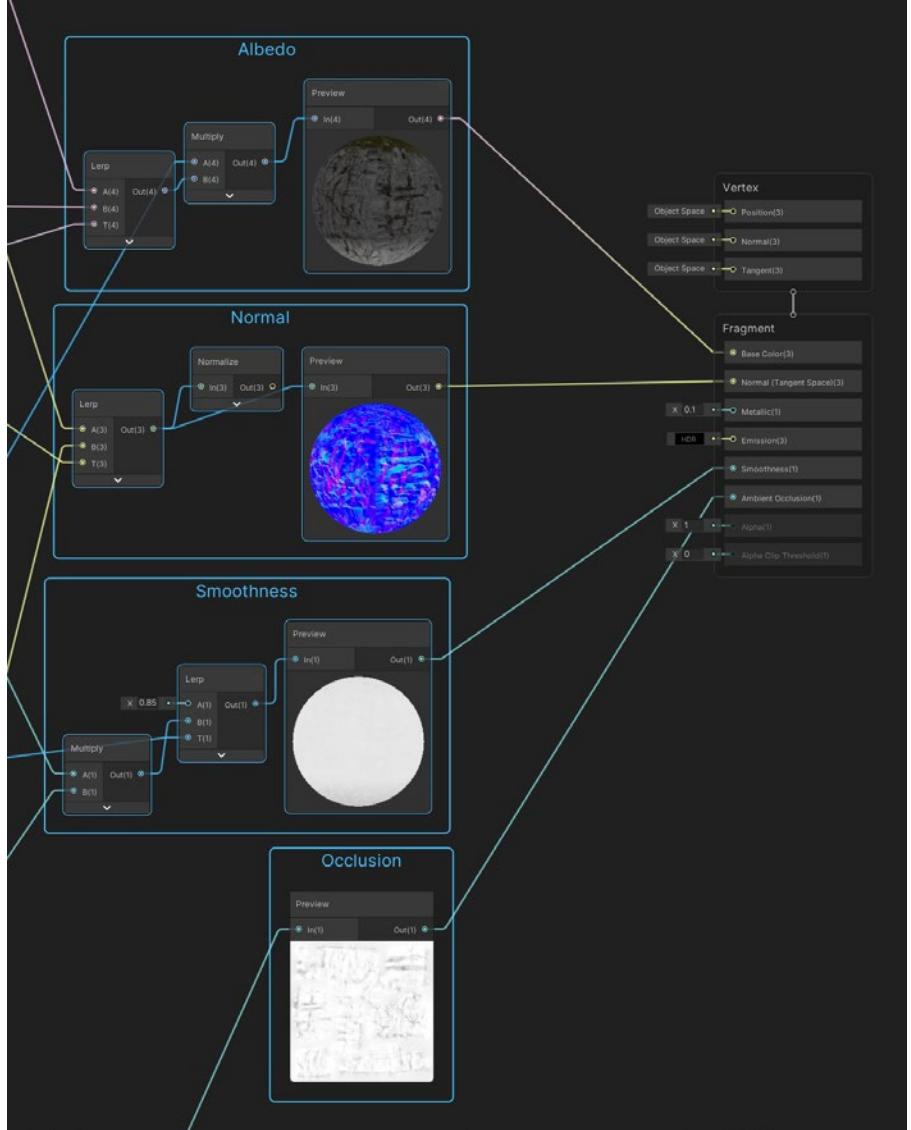 Albedo
Preview
In(4) Out(4)
Multiply
A(4) Out(4)
B(4)
Lerp
A(4) Out(4)
B(4)
T(4)
Normal
Normalize
In(3) Out(3)
Preview
In(3) Out(3)
Lerp
A(3) Out(3)
B(3)
T(3)
Smoothness
Preview
In(1) Out(1)
Lerp
X 0.85 A(1) Out(1)
B(1)
T(1)
Multiply
A(1) Out(1)
B(1)
Occlusion
Preview
In(1) Out(1)
Vertex
Object Space Position(3)
Object Space Normal(3)
Object Space Tangent(3)
Fragment
Base Color(3)
Normal (Tangent Space)(3)
X 0.1 Metallic(1)
HDR Emission(3)
Smoothness(1)
Ambient Occlusion(1)
X 1 Alpha(1)
X 0 Alpha Clip Threshold(1)